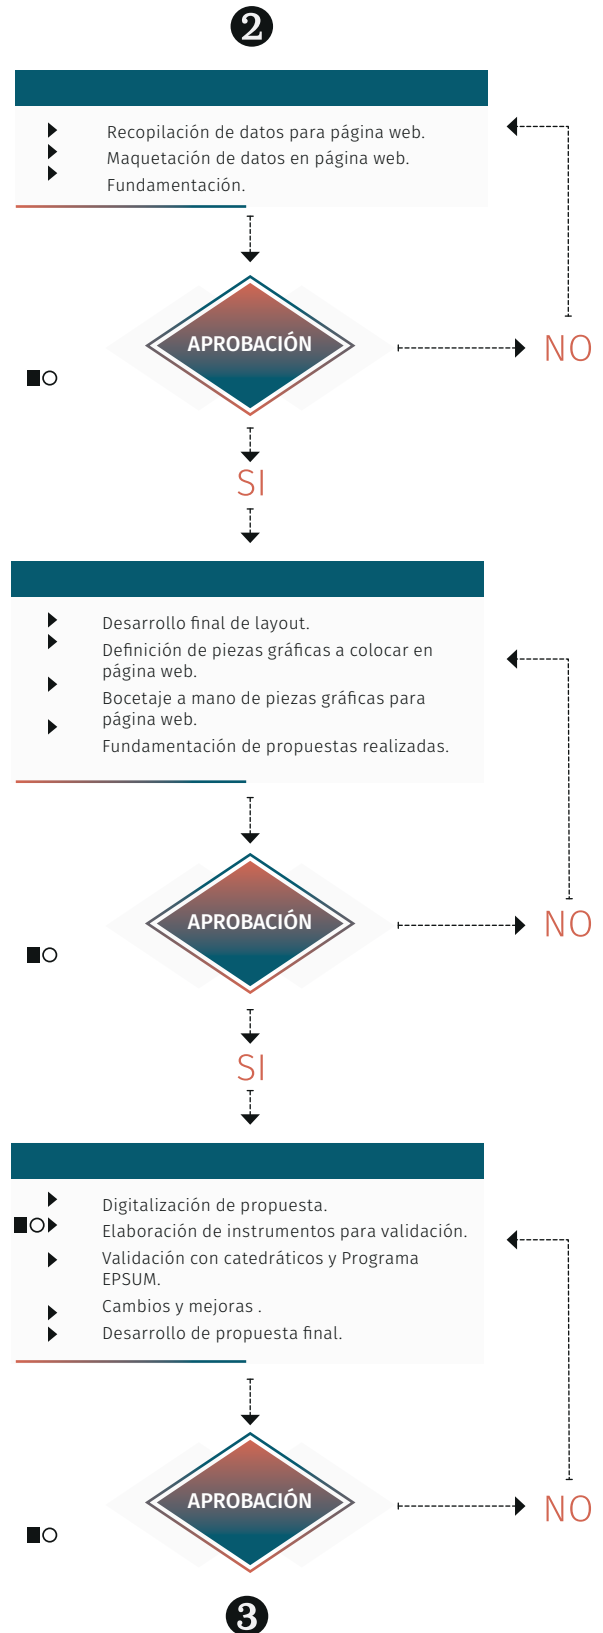 2
Recopilación de datos para página web.
Maquetación de datos en página web.
Fundamentación.
APROBACIÓN
NO
SI
Desarrollo final de layout.
Definición de piezas gráficas a colocar en
página web.
Bocetaje a mano de piezas gráficas para
página web.
Fundamentación de propuestas realizadas.
APROBACIÓN
NO
SI
Digitalización de propuesta.
Elaboración de instrumentos para validación.
Validación con catedráticos y Programa
EPSUM.
Cambios y mejoras .
Desarrollo de propuesta final.
APROBACIÓN
NO
3